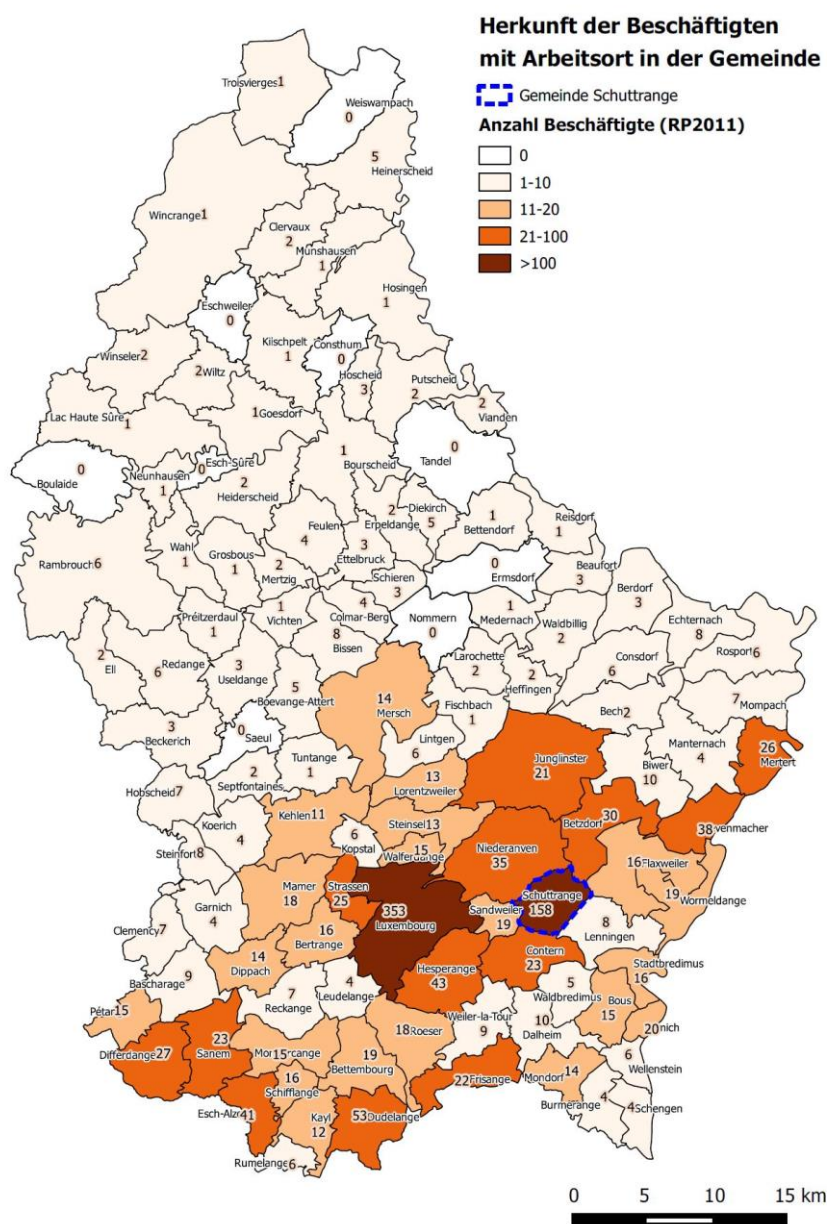 Herkunft der Beschäftigten
mit Arbeitsort in der Gemeinde
Gemeinde Schuttrange
Anzahl Beschäftigte (RP2011)
0
1-10
11-20
21-100
>100
Troisvierges 1
Weiswampach
0
5
Heinerscheid
Wincrange 1
Clervaux
2
Munshausen
1
Hosingen
1
Eschweiler
0
Kiischpelt
1
Consthum
0
Hoscheid
3
Winseler 2
2 Wiltz
Putscheid
2
2
Vianden
Lac Haute Sûre
1
1 Goesdorf
0
Boulaide
Esch-Sûre
0
Neunhausen
1
2
Heiderscheid
1
Bourscheid
0
Tandel
Feulen
4
2
Erpeldange
Diekirch
5
1
Bettendorf
Reisdorf
1
Rambrouch 6
Wahl
1
Grosbous
1
2
Mertzig
3
Ettelbruck
Schieren
3
0
Ermsdorf
Beaufort
3
Berdorf
3
Préitzerdaul
1
1
Vichten
4
Colmar-Berg
8
Bissen
Nommern
0
1
Medernach
Waldbillig
2
Echternach
8
Rosport 6
2
Ell
6 Redange
3
Useldange
5
Boevange-Attert
14
Mersch
Larochette
2
2
Heffingen
Consdorf
6
Bech 2
7
Mompach
3
Beckerich
0
Saeul
Fischbach
1
Lintgen
6
Junglinster
21
Biwer
10
Manternach
4
26
Mertert
Hobscheid 7
2
Septfontaines
Tuntange
1
13
Lorentzweiler
Kehlen 11
Steinsel 13
Betzdorf
30
38 venmacher
Koerich
4
Steinfort
8
6
Kopstal
15
Walferdange
Niederanven
35
16 Flaxweiler
19
Wormeldange
Mamer
18
Strassen
25
353
Luxembourg
Sandweiler
19
Schuttrange
158
8
Lenningen
Garnich
4
Clemency 7
16
Bertrange
14
Dippach
Hesperange
43
Contern
23
Stadtbredimus
16
9
Bascharage
7
Reckange
4
Leudelange
5
Waldbredimus
Bous
15
20 nich
Pétan 15
18 Roeser
Weiler-la-Tour
9
10
Dalheim
6
Wellenstein
Differdange 27
23
Sanem
15
19
Bettembourg
22 Frisange
Mondorf 14
Burmerange
4
4 Schengen
16
Schifflange
Esch-Alz 41
Kayl
12
53 Dudelange
Rumelange 6
0 5 10 15 km